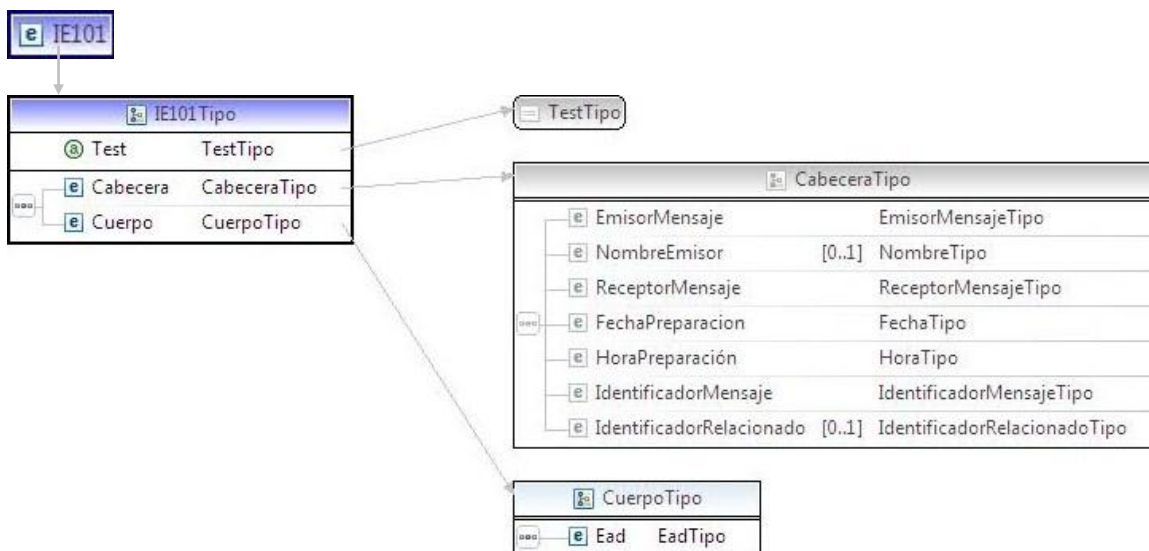 e IE101
IE101Tipo
a Test TestTipo
e Cabecera CabeceraTipo
e Cuerpo CuerpoTipo
TestTipo
CabeceraTipo
e EmisorMensaje EmisorMensajeTipo
e NombreEmisor [0..1] NombreTipo
e ReceptorMensaje ReceptorMensajeTipo
e FechaPreparacion FechaTipo
e HoraPreparación HoraTipo
e IdentificadorMensaje IdentificadorMensajeTipo
e IdentificadorRelacionado [0..1] IdentificadorRelacionadoTipo
CuerpoTipo
e Ead EadTipo